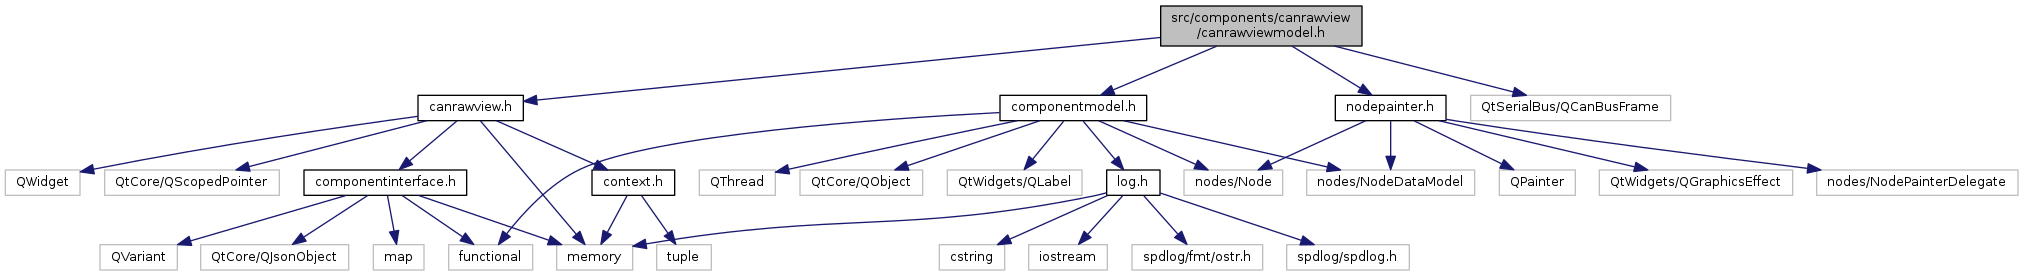 src/components/canrawview
/canrawviewmodel.h
canrawview.h
componentmodel.h
nodepainter.h
QtSerialBus/QCanBusFrame
QWidget
QtCore/QScopedPointer
componentinterface.h
context.h
QThread
QtCore/QObject
QtWidgets/QLabel
log.h
nodes/Node
nodes/NodeDataModel
QPainter
QtWidgets/QGraphicsEffect
nodes/NodePainterDelegate
QVariant
QtCore/QJsonObject
map
functional
memory
tuple
cstring
iostream
spdlog/fmt/ostr.h
spdlog/spdlog.h